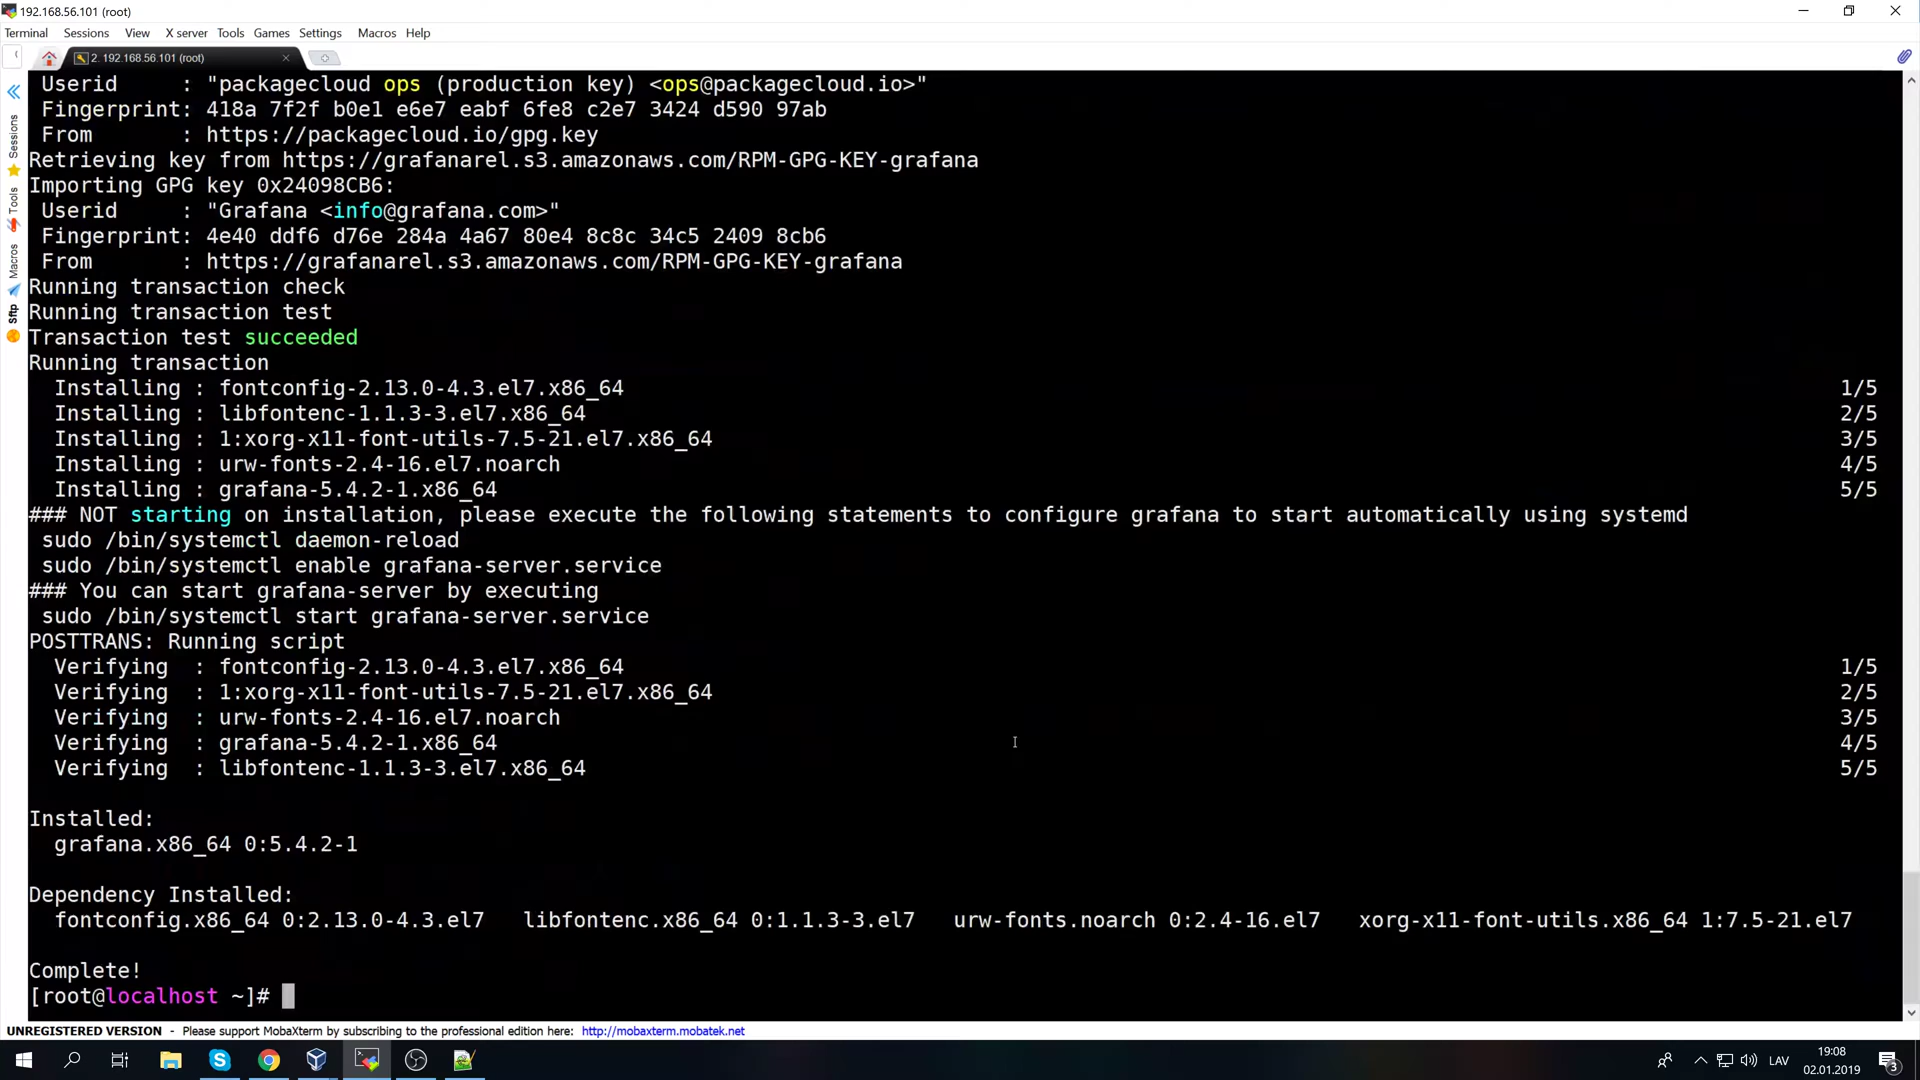 192.168.56.101 (root)
Terminal Sessions View X server Tools Games Settings Macros Help
2. 192.168.56.101 (root)
Sessions
Tools
Macros
Sftp
Userid     : "packagecloud ops (production key) <ops@packagecloud.io>"
Fingerprint: 418a 7f2f b0e1 e6e7 eabf 6fe8 c2e7 3424 d590 97ab
From       : https://packagecloud.io/gpg.key
Retrieving key from https://grafanarel.s3.amazonaws.com/RPM-GPG-KEY-grafana
Importing GPG key 0x24098CB6:
Userid     : "Grafana <info@grafana.com>"
Fingerprint: 4e40 ddf6 d76e 284a 4a67 80e4 8c8c 34c5 2409 8cb6
From       : https://grafanarel.s3.amazonaws.com/RPM-GPG-KEY-grafana
Running transaction check
Running transaction test
Transaction test succeeded
Running transaction
Installing : fontconfig-2.13.0-4.3.el7.x86_64 1/5
Installing : libfontenc-1.1.3-3.el7.x86_64 2/5
Installing : 1:xorg-x11-font-utils-7.5-21.el7.x86_64 3/5
Installing : urw-fonts-2.4-16.el7.noarch 4/5
Installing : grafana-5.4.2-1.x86_64 5/5
### NOT starting on installation, please execute the following statements to configure grafana to start automatically using systemd
sudo /bin/systemctl daemon-reload
sudo /bin/systemctl enable grafana-server.service
### You can start grafana-server by executing
sudo /bin/systemctl start grafana-server.service
POSTTRANS: Running script
Verifying  : fontconfig-2.13.0-4.3.el7.x86_64 1/5
Verifying  : 1:xorg-x11-font-utils-7.5-21.el7.x86_64 2/5
Verifying  : urw-fonts-2.4-16.el7.noarch 3/5
Verifying  : grafana-5.4.2-1.x86_64 4/5
Verifying  : libfontenc-1.1.3-3.el7.x86_64 5/5
Installed:
grafana.x86_64 0:5.4.2-1
Dependency Installed:
fontconfig.x86_64 0:2.13.0-4.3.el7   libfontenc.x86_64 0:1.1.3-3.el7   urw-fonts.noarch 0:2.4-16.el7   xorg-x11-font-utils.x86_64 1:7.5-21.el7
Complete!
[root@localhost ~]#
UNREGISTERED VERSION - Please support MobaXterm by subscribing to the professional edition here: http://mobaxterm.mobatek.net
LAV
19:08
02.01.2019
3